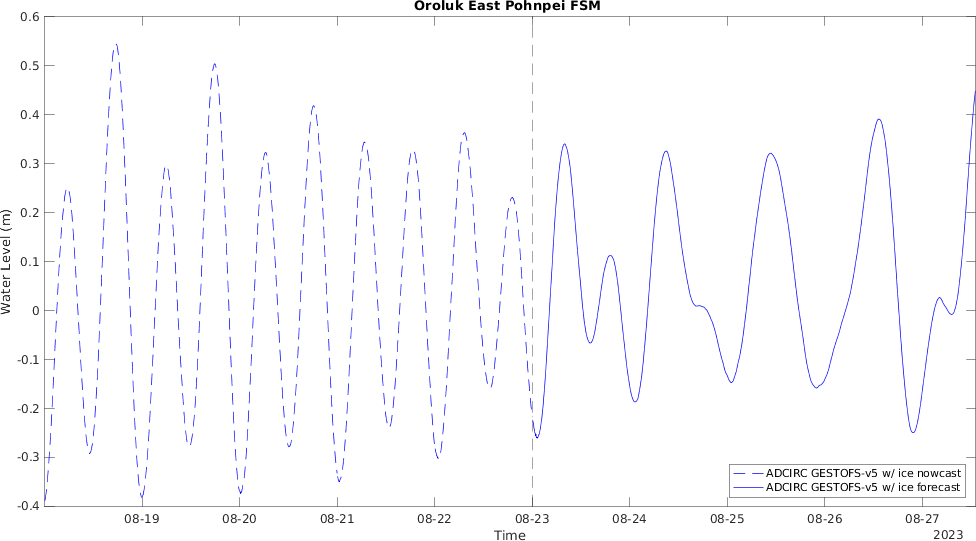 Oroluk East Pohnpei FSM
0.6
0.5
0.4
0.3
0.2
0.1
0
-0.1
-0.2
-0.3
-0.4
Water Level (m)
ADCIRC GESTOFS-v5 w/ ice nowcast
ADCIRC GESTOFS-v5 w/ ice forecast
08-19 08-20 08-21 08-22 08-23 08-24 08-25 08-26 08-27
Time
2023